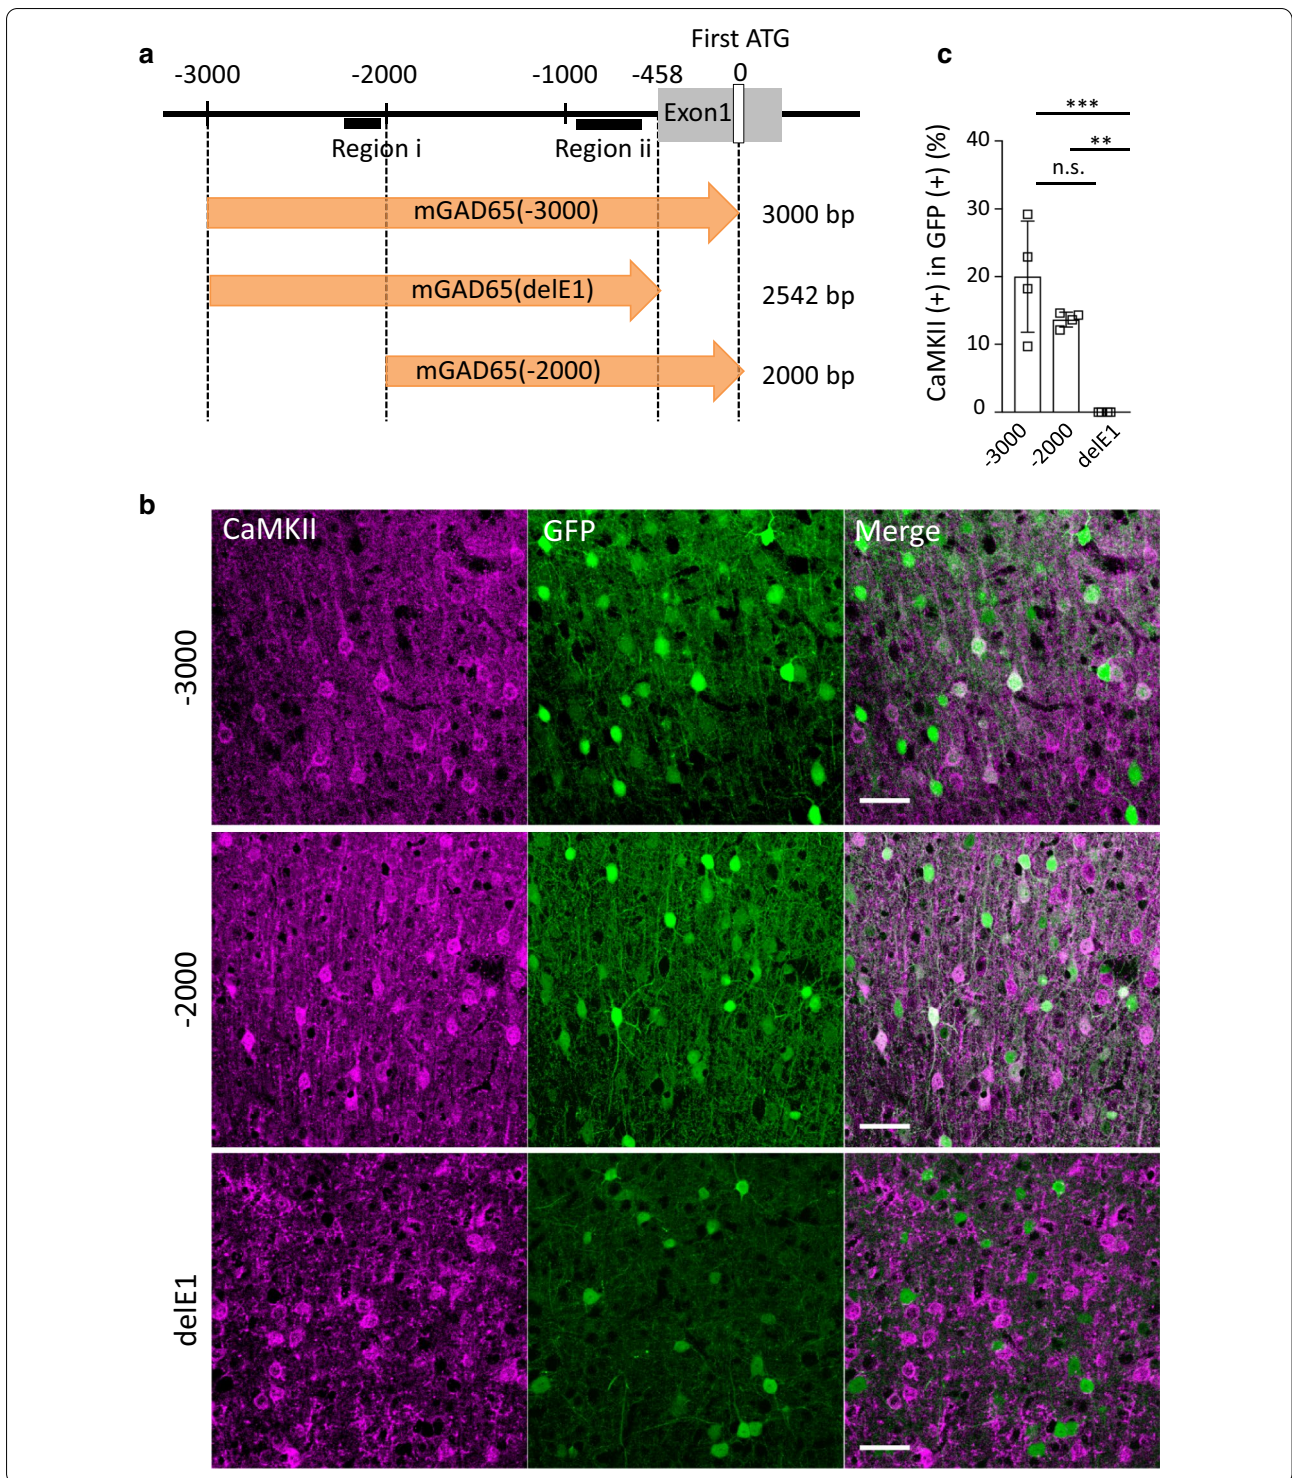 a
First ATG
-3000 -2000 -1000 -458 0
Exon1
Region i Region ii
mGAD65(-3000) 3000 bp
mGAD65(delE1) 2542 bp
mGAD65(-2000) 2000 bp
c
***
**
n.s.
CaMKII (+) in GFP (+) (%)
40
30
20
10
0
-3000 -2000 delE1
b
CaMKII GFP Merge
-3000
-2000
delE1